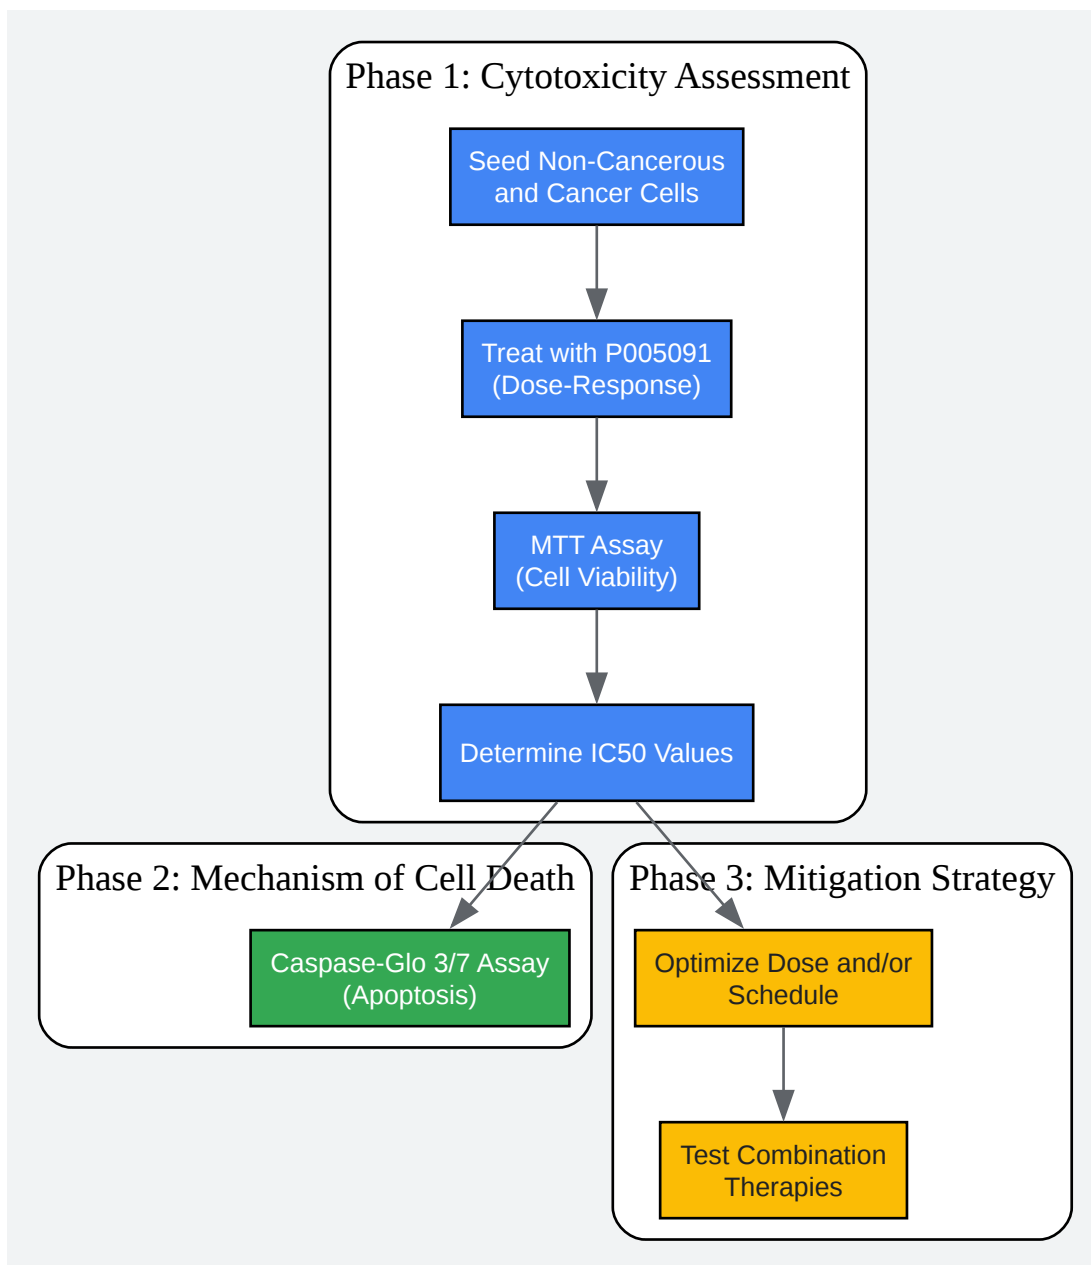 Phase 1: Cytotoxicity Assessment
Seed Non-Cancerous
and Cancer Cells
Treat with P005091
(Dose-Response)
MTT Assay
(Cell Viability)
Determine IC50 Values
Phase 2: Mechanism of Cell Death
Caspase-Glo 3/7 Assay
(Apoptosis)
Phase 3: Mitigation Strategy
Optimize Dose and/or
Schedule
Test Combination
Therapies